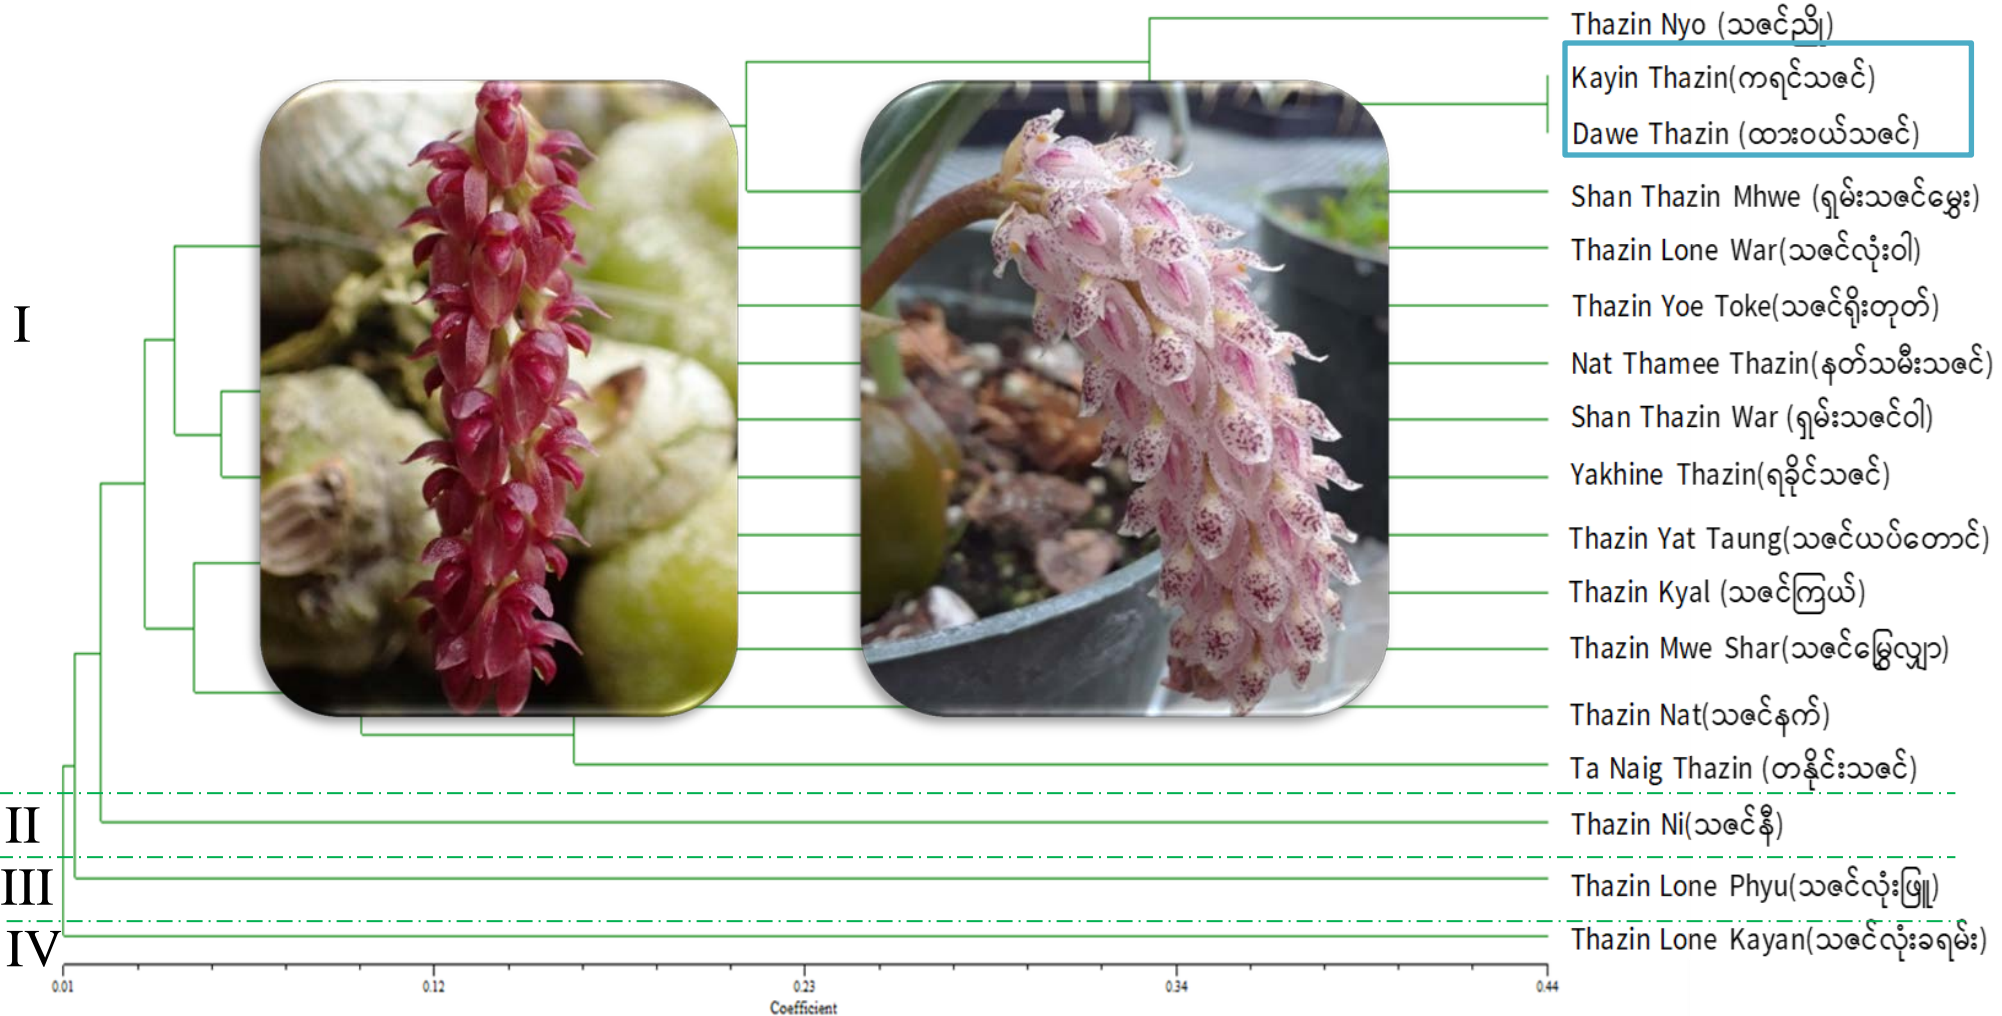 Thazin Nyo (သဇင်ညို)
Kayin Thazin(ကရင်သဇင်)
Dawe Thazin (ထားဝယ်သဇင်)
Shan Thazin Mhwe (ရှမ်းသဇင်မွှေး)
Thazin Lone War(သဇင်လုံးဝါ)
Thazin Yoe Toke(သဇင်ရိုးတုတ်)
I
Nat Thamee Thazin(နတ်သမီးသဇင်)
Shan Thazin War (ရှမ်းသဇင်ဝါ)
Yakhine Thazin(ရခိုင်သဇင်)
Thazin Yat Taung(သဇင်ယပ်တောင်)
Thazin Kyal (သဇင်ကြယ်)
Thazin Mwe Shar(သဇင်မြွေလျှာ)
Thazin Nat(သဇင်နက်)
Ta Naig Thazin (တနိုင်းသဇင်)
II
Thazin Ni(သဇင်နီ)
III
Thazin Lone Phyu(သဇင်လုံးဖြူ)
IV
Thazin Lone Kayan(သဇင်လုံးခရမ်း)
0.01 0.12 0.23 0.34 0.44
Coefficient